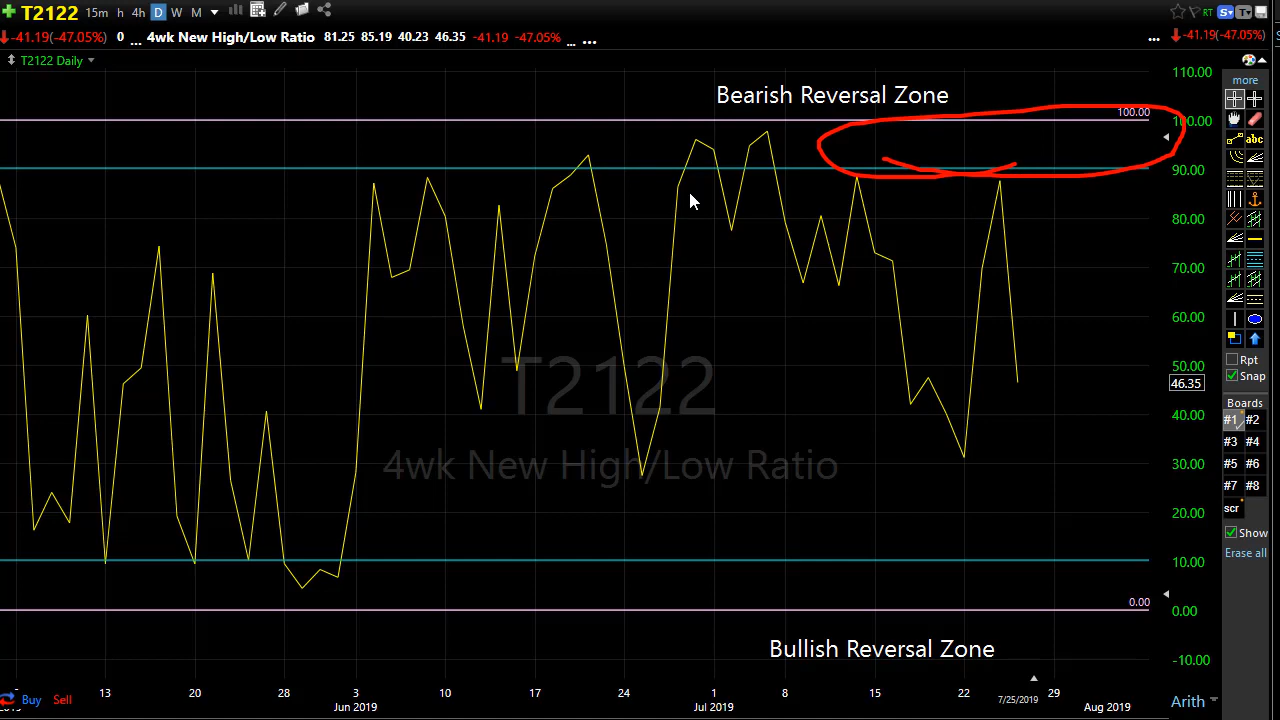 T2122 15m h 4h D W M RT S T
-41.19(-47.05%) 0 ... 4wk New High/Low Ratio 81.25 85.19 40.23 46.35 -41.19 -47.05% ... ... ... -41.19(-47.05%)
T2122 Daily
110.00
more
Bearish Reversal Zone
100.00
100.00
abc
90.00
80.00
70.00
60.00
50.00
Rpt
T2122
46.35
Snap
Boards
40.00
#1 #2
#3 #4
4wk New High/Low Ratio
30.00
#5 #6
#7 #8
20.00
scr
Show
10.00
Erase all
0.00
0.00
Bullish Reversal Zone
-10.00
Buy Sell
13 20 28 3 10 17 24 1 8 15 22 7/25/2019 29
Jun 2019 Jul 2019 Aug 2019
Arith